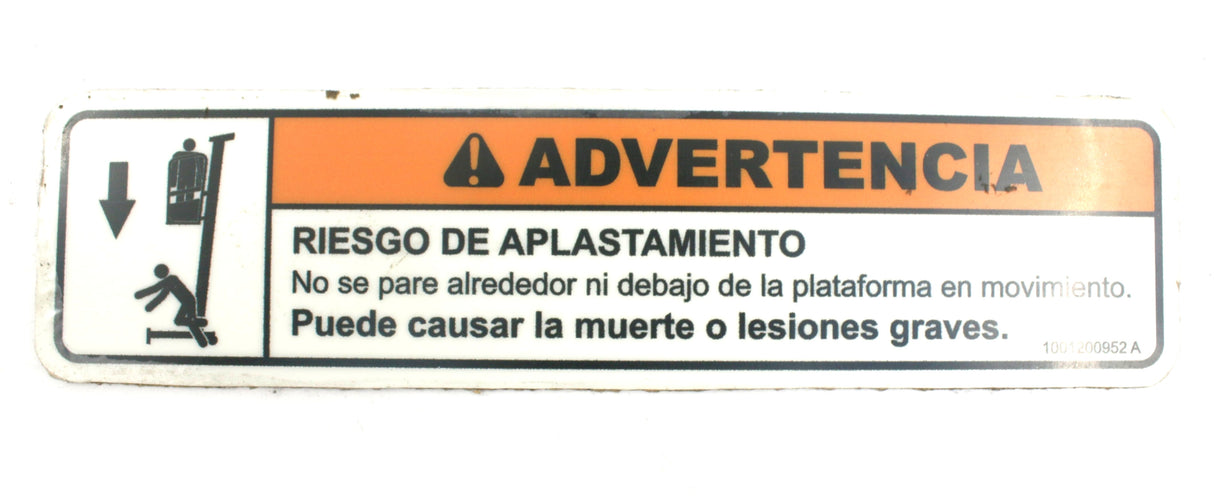 ADVERTENCIA
RIESGO DE APLASTAMIENTO
No se pare alrededor ni debajo de la plataforma en movimiento.
Puede causar la muerte o lesiones graves.
1001200952 A